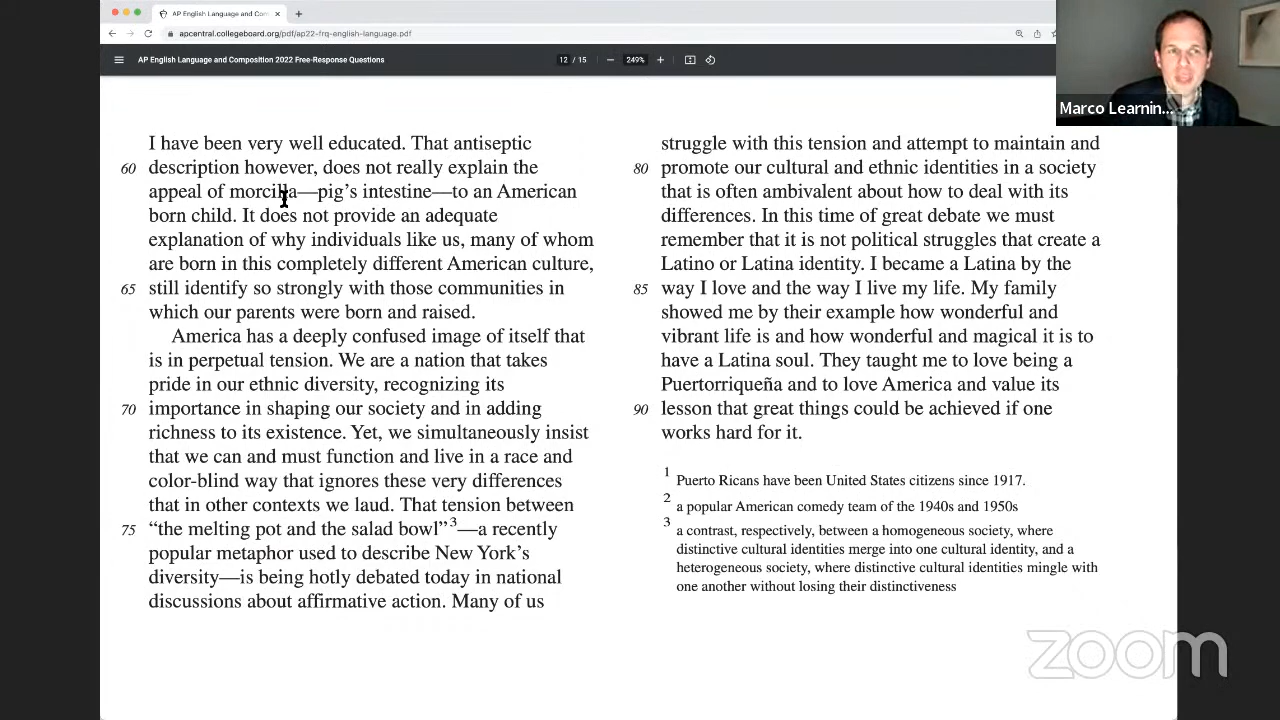 AP English Language and Com
apcentral.collegeboard.org/pdf/ap22-frq-english-language.pdf
AP English Language and Composition 2022 Free-Response Questions
12 / 15
249%
Marco Learnin...
I have been very well educated. That antiseptic
60 description however, does not really explain the
appeal of morcilla—pig’s intestine—to an American
born child. It does not provide an adequate
explanation of why individuals like us, many of whom
are born in this completely different American culture,
65 still identify so strongly with those communities in
which our parents were born and raised.
America has a deeply confused image of itself that
is in perpetual tension. We are a nation that takes
pride in our ethnic diversity, recognizing its
70 importance in shaping our society and in adding
richness to its existence. Yet, we simultaneously insist
that we can and must function and live in a race and
color-blind way that ignores these very differences
that in other contexts we laud. That tension between
75 “the melting pot and the salad bowl”3—a recently
popular metaphor used to describe New York’s
diversity—is being hotly debated today in national
discussions about affirmative action. Many of us
struggle with this tension and attempt to maintain and
80 promote our cultural and ethnic identities in a society
that is often ambivalent about how to deal with its
differences. In this time of great debate we must
remember that it is not political struggles that create a
Latino or Latina identity. I became a Latina by the
85 way I love and the way I live my life. My family
showed me by their example how wonderful and
vibrant life is and how wonderful and magical it is to
have a Latina soul. They taught me to love being a
Puertorriqueña and to love America and value its
90 lesson that great things could be achieved if one
works hard for it.
1 Puerto Ricans have been United States citizens since 1917.
2 a popular American comedy team of the 1940s and 1950s
3 a contrast, respectively, between a homogeneous society, where
distinctive cultural identities merge into one cultural identity, and a
heterogeneous society, where distinctive cultural identities mingle with
one another without losing their distinctiveness
zoom